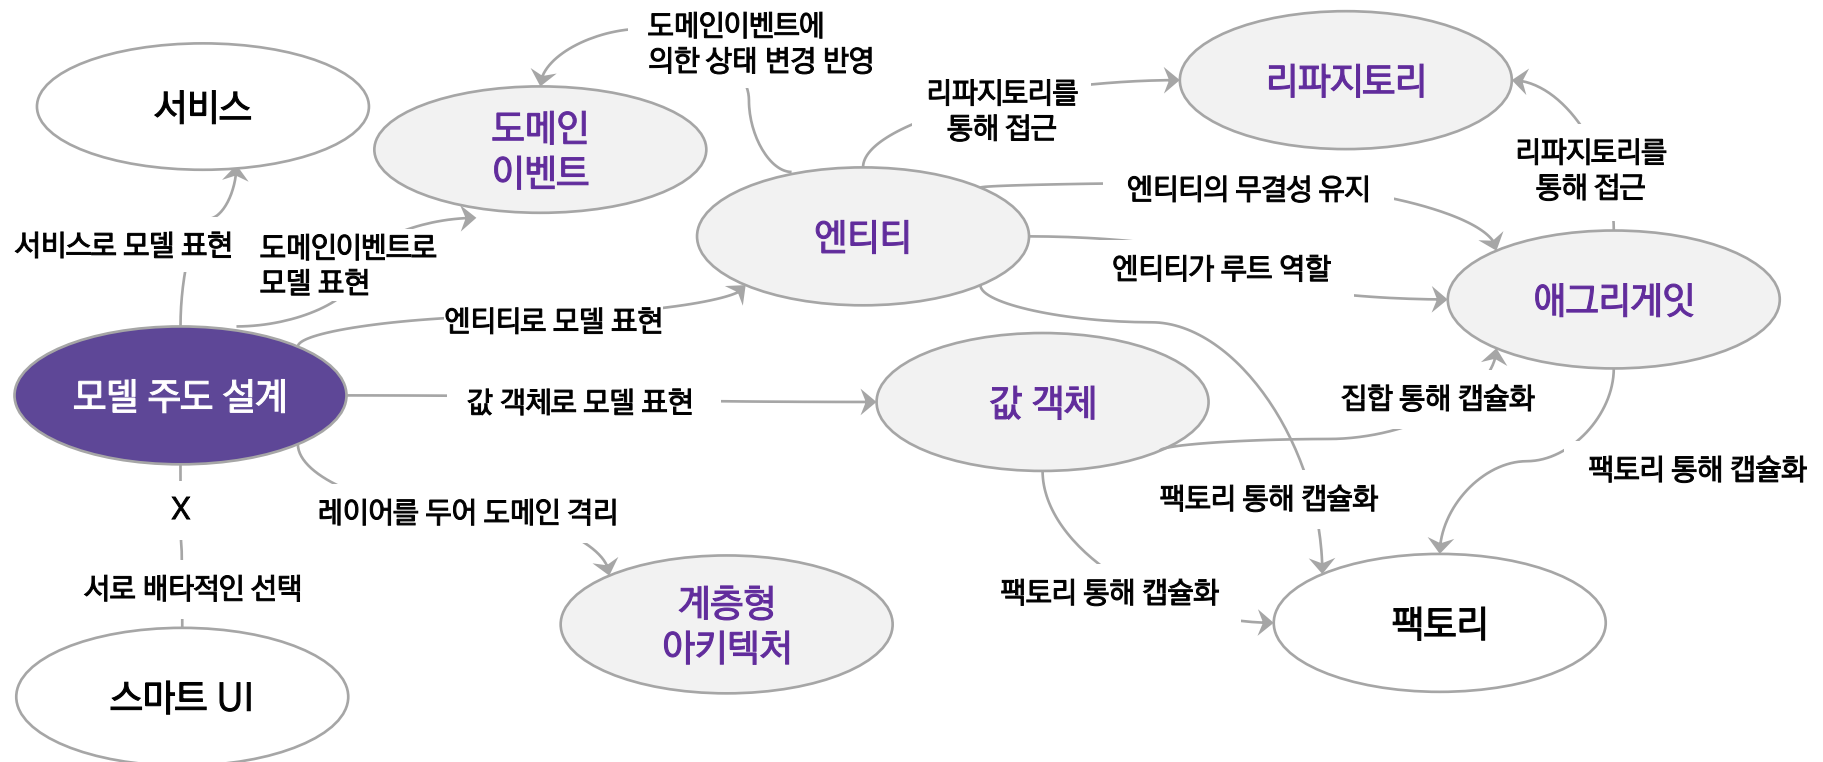 도메인이벤트에
의한 상태 변경 반영
서비스
도메인
이벤트
리파지토리를
통해 접근
리파지토리
리파지토리를
통해 접근
엔티티의 무결성 유지
엔티티
서비스로 모델 표현
도메인이벤트로
모델 표현
엔티티가 루트 역할
애그리게잇
엔티티로 모델 표현
모델 주도 설계
값 객체로 모델 표현
값 객체
집합 통해 캡슐화
팩토리 통해 캡슐화
팩토리 통해 캡슐화
X
레이어를 두어 도메인 격리
서로 배타적인 선택
팩토리 통해 캡슐화
계층형
아키텍처
팩토리
스마트 UI